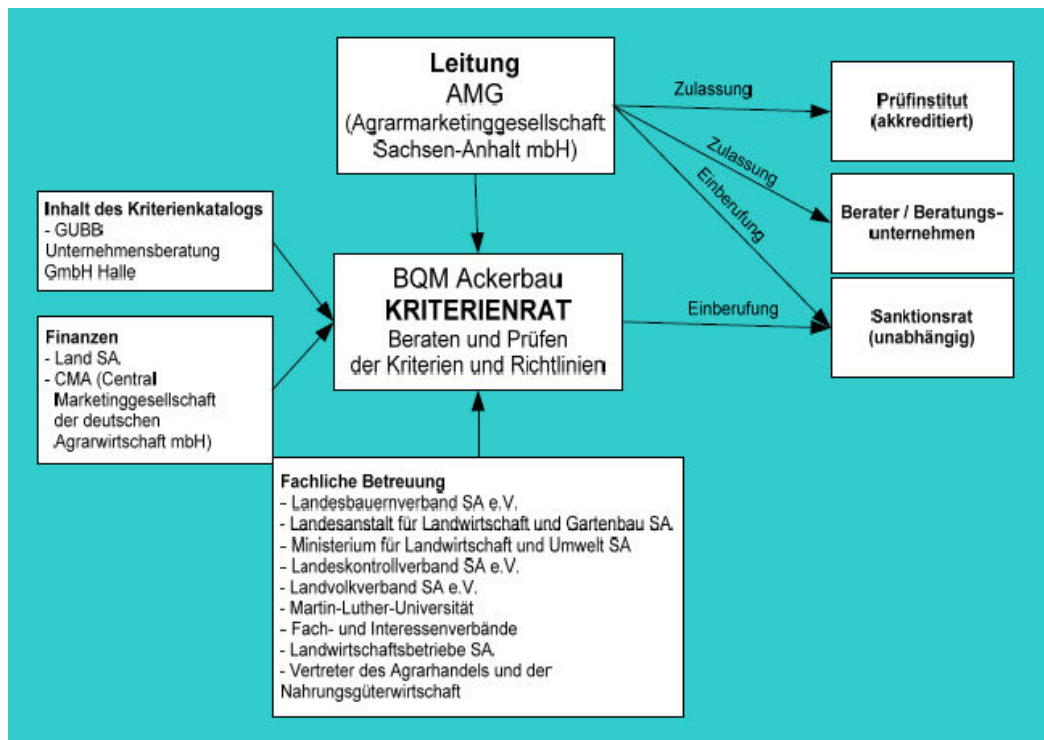 Leitung
AMG
(Agrarmarketinggesellschaft
Sachsen-Anhalt mbH)
Zulassung
Zulassung
Einberufung
Prüfinstitut
(akkreditiert)
Berater / Beratungs-
unternehmen
Sanktionsrat
(unabhängig)
Inhalt des Kriterienkatalogs
- GUBB
Unternehmensberatung
GmbH Halle
Finanzen
- Land SA
- CMA (Central
Marketinggesellschaft
der deutschen
Agrarwirtschaft mbH)
BQM Ackerbau
KRITERIENRAT
Beraten und Prüfen
der Kriterien und Richtlinien
Einberufung
Fachliche Betreuung
- Landesbauernverband SA e.V.
- Landesanstalt für Landwirtschaft und Gartenbau SA
- Ministerium für Landwirtschaft und Umwelt SA
- Landeskontrollverband SA e.V.
- Landvolkverband SA e.V.
- Martin-Luther-Universität
- Fach- und Interessenverbände
- Landwirtschaftsbetriebe SA
- Vertreter des Agrarhandels und der
Nahrungsgüterwirtschaft